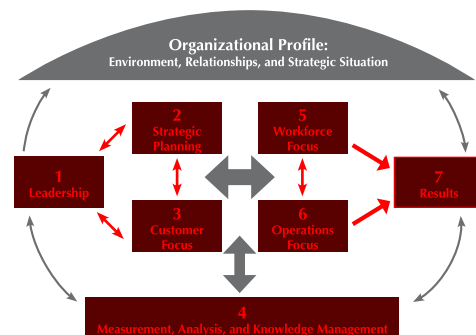 Organizational Profile:
Environment, Relationships, and Strategic Situation
2
Strategic
Planning
5
Workforce
Focus
1
Leadership
7
Results
3
Customer
Focus
6
Operations
Focus
4
Measurement, Analysis, and Knowledge Management